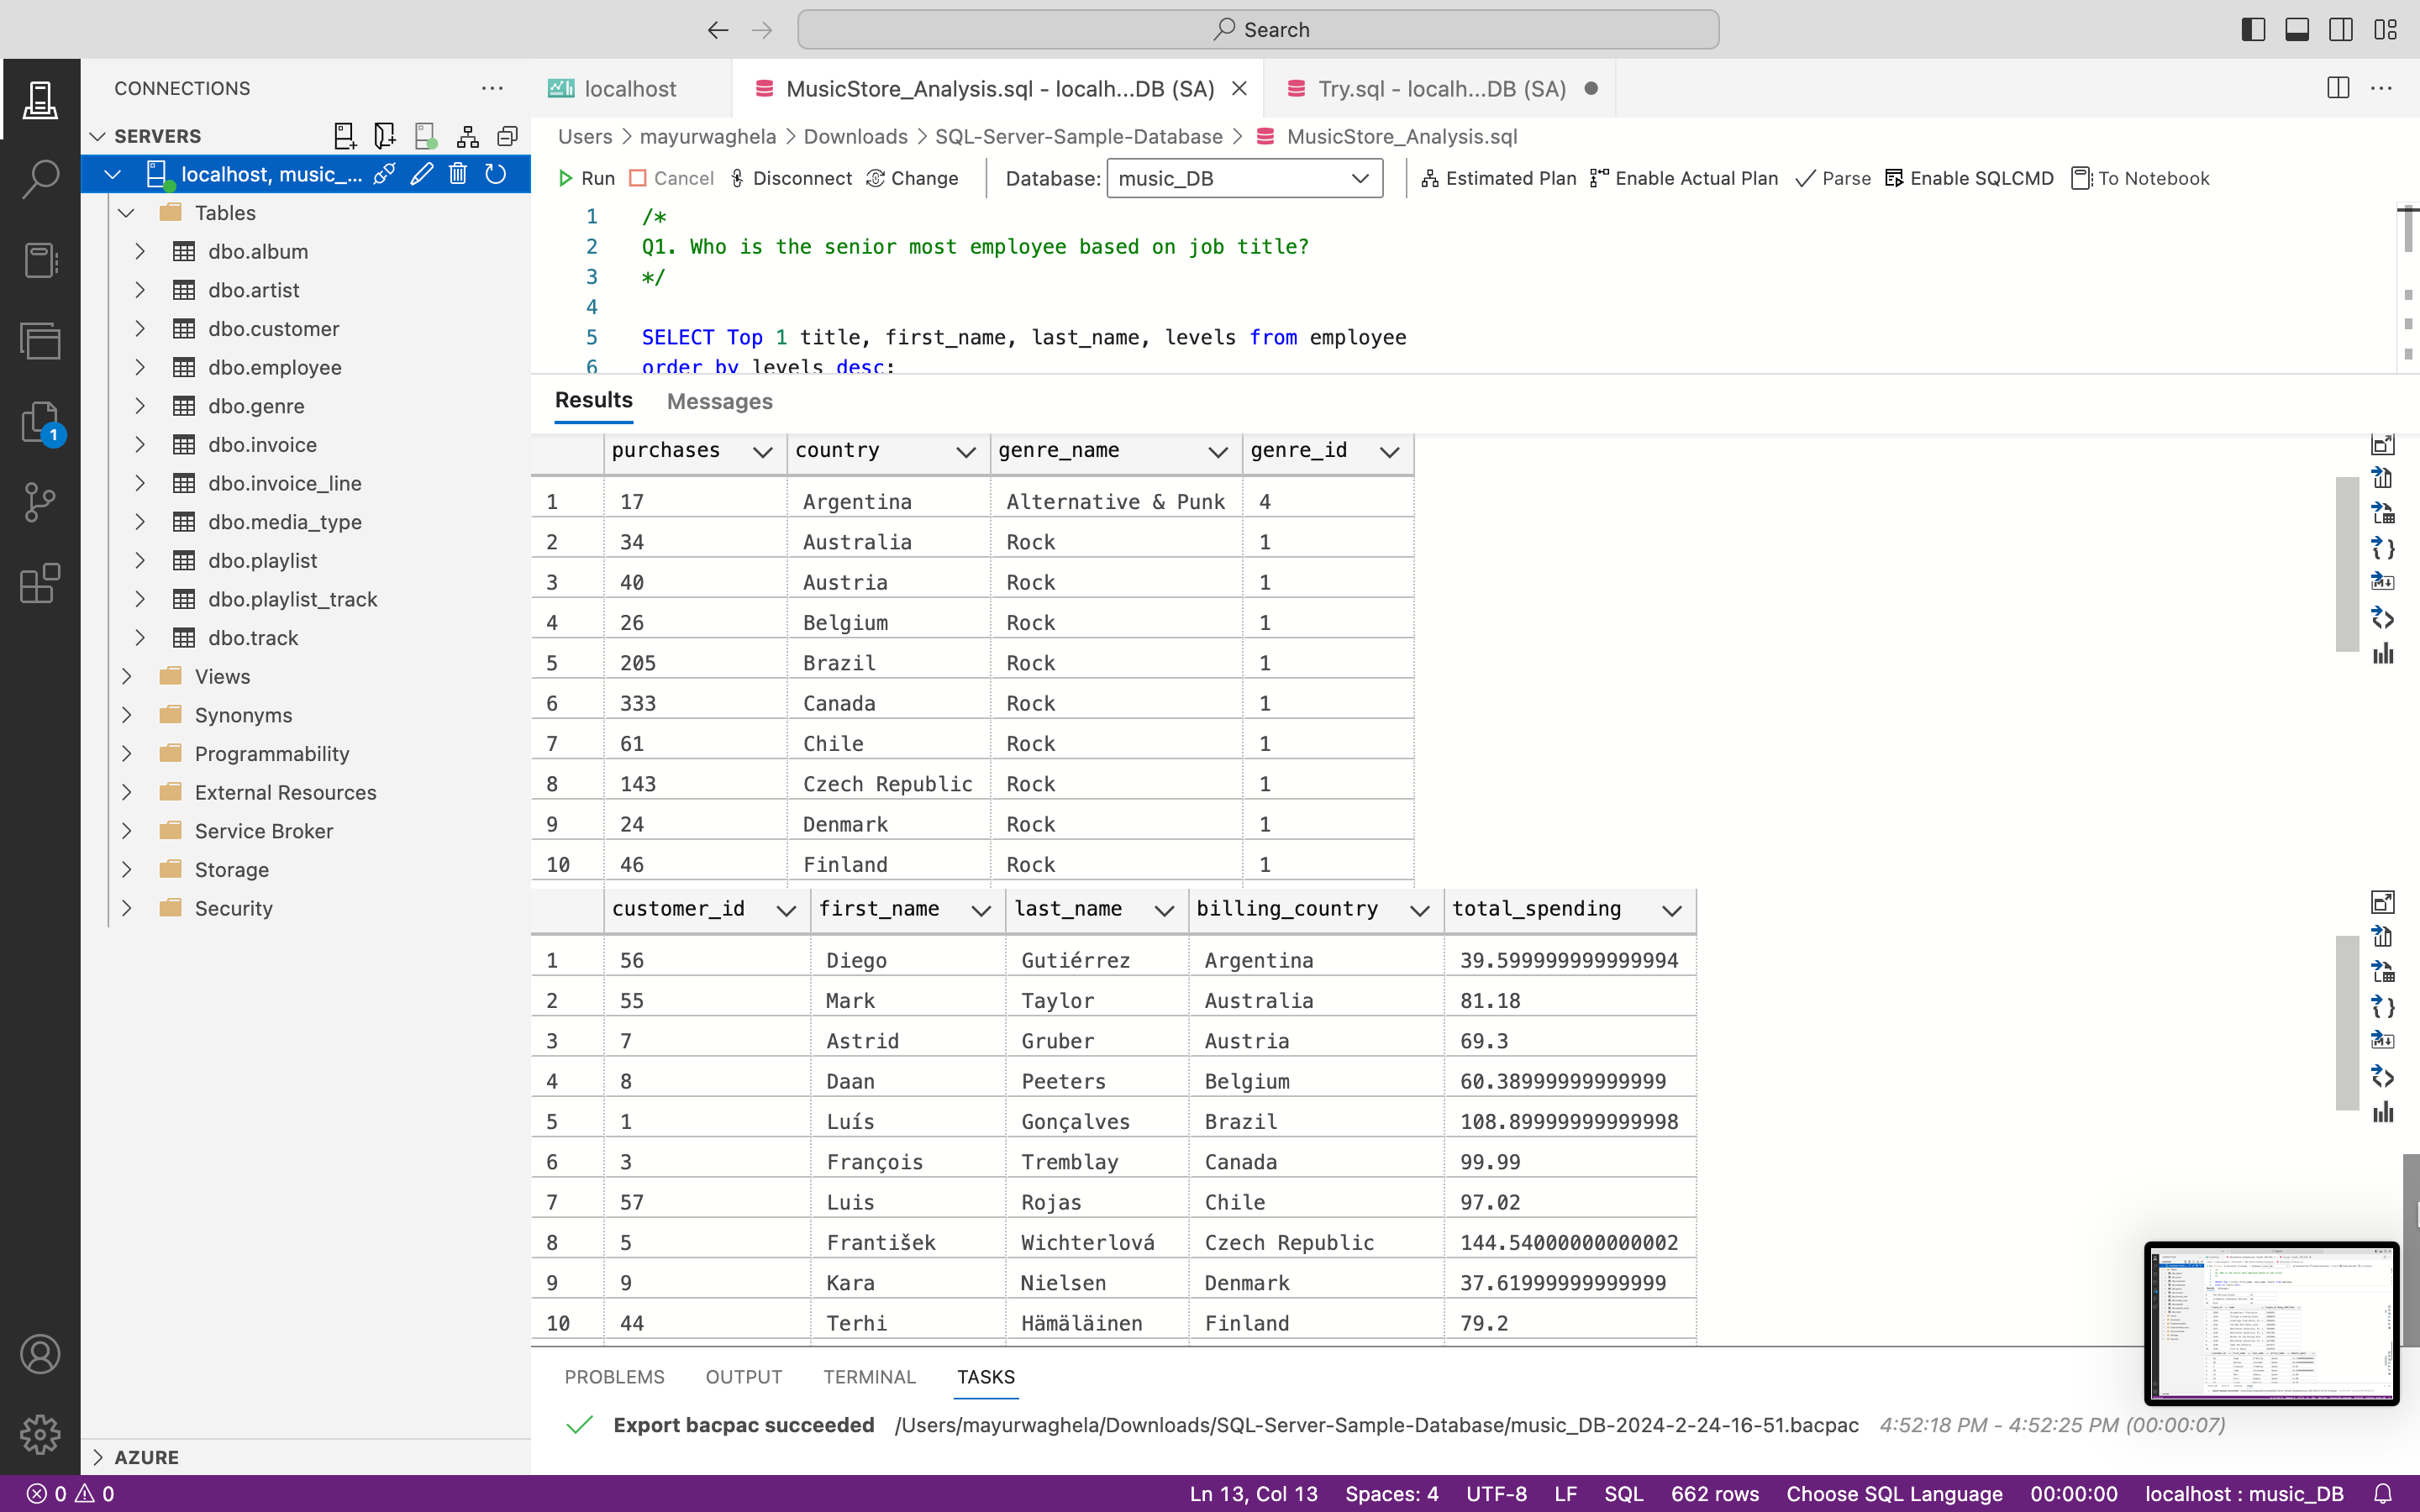 Search
CONNECTIONS
SERVERS
localhost, music_...
Tables
dbo.album
dbo.artist
dbo.customer
dbo.employee
dbo.genre
dbo.invoice
dbo.invoice_line
dbo.media_type
dbo.playlist
dbo.playlist_track
dbo.track
Views
Synonyms
Programmability
External Resources
Service Broker
Storage
Security
AZURE
1
localhost MusicStore_Analysis.sql - localh...DB (SA) Try.sql - localh...DB (SA)
Users > mayurwaghela > Downloads > SQL-Server-Sample-Database > MusicStore_Analysis.sql
Run Cancel Disconnect Change Database: music_DB Estimated Plan Enable Actual Plan Parse Enable SQLCMD To Notebook
1 /*
2 Q1. Who is the senior most employee based on job title?
3 */
4
5 SELECT Top 1 title, first_name, last_name, levels from employee
6 order by levels desc;
Results Messages
purchases country genre_name genre_id
1 17 Argentina Alternative & Punk 4
2 34 Australia Rock 1
3 40 Austria Rock 1
4 26 Belgium Rock 1
5 205 Brazil Rock 1
6 333 Canada Rock 1
7 61 Chile Rock 1
8 143 Czech Republic Rock 1
9 24 Denmark Rock 1
10 46 Finland Rock 1
customer_id first_name last_name billing_country total_spending
1 56 Diego Gutiérrez Argentina 39.599999999999994
2 55 Mark Taylor Australia 81.18
3 7 Astrid Gruber Austria 69.3
4 8 Daan Peeters Belgium 60.38999999999999
5 1 Luís Gonçalves Brazil 108.89999999999998
6 3 François Tremblay Canada 99.99
7 57 Luis Rojas Chile 97.02
8 5 František Wichterlová Czech Republic 144.54000000000002
9 9 Kara Nielsen Denmark 37.61999999999999
10 44 Terhi Hämäläinen Finland 79.2
PROBLEMS OUTPUT TERMINAL TASKS
Export bacpac succeeded /Users/mayurwaghela/Downloads/SQL-Server-Sample-Database/music_DB-2024-2-24-16-51.bacpac 4:52:18 PM - 4:52:25 PM (00:00:07)
0 0 Ln 13, Col 13 Spaces: 4 UTF-8 LF SQL 662 rows Choose SQL Language 00:00:00 localhost : music_DB